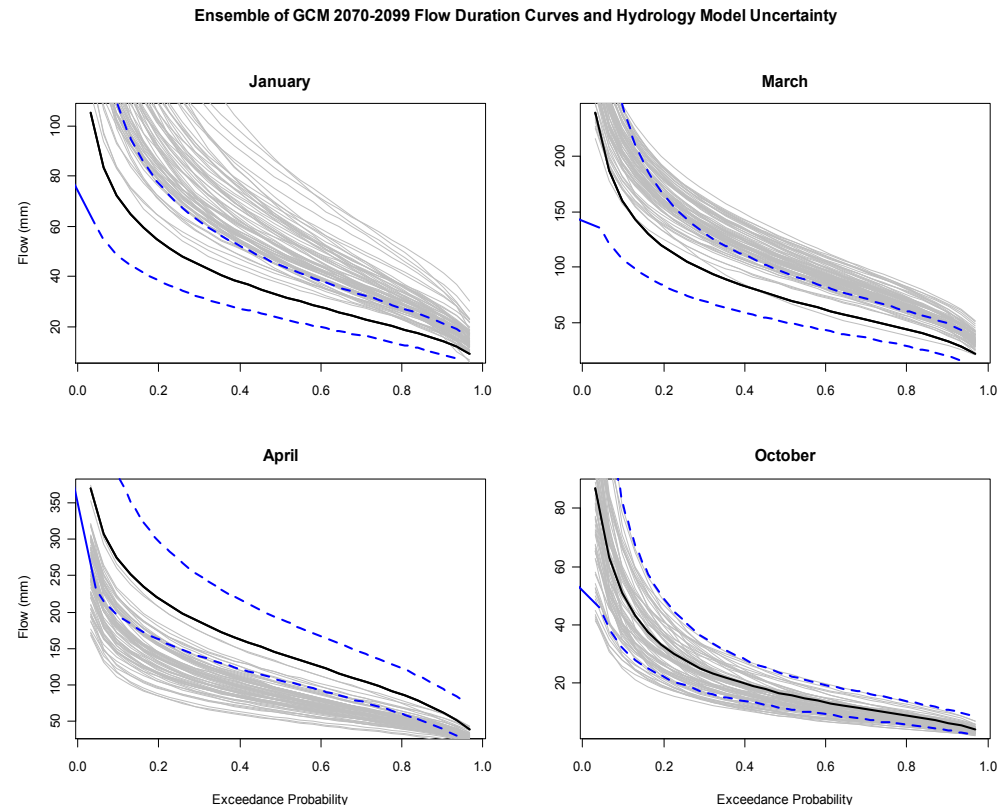 Ensemble of GCM 2070-2099 Flow Duration Curves and Hydrology Model Uncertainty
January
Flow (mm)
20 40 60 80 100
0.0 0.2 0.4 0.6 0.8 1.0
March
50 100 150 200
0.0 0.2 0.4 0.6 0.8 1.0
April
Flow (mm)
50 100 150 200 250 300 350
0.0 0.2 0.4 0.6 0.8 1.0
Exceedance Probability
October
20 40 60 80
0.0 0.2 0.4 0.6 0.8 1.0
Exceedance Probability